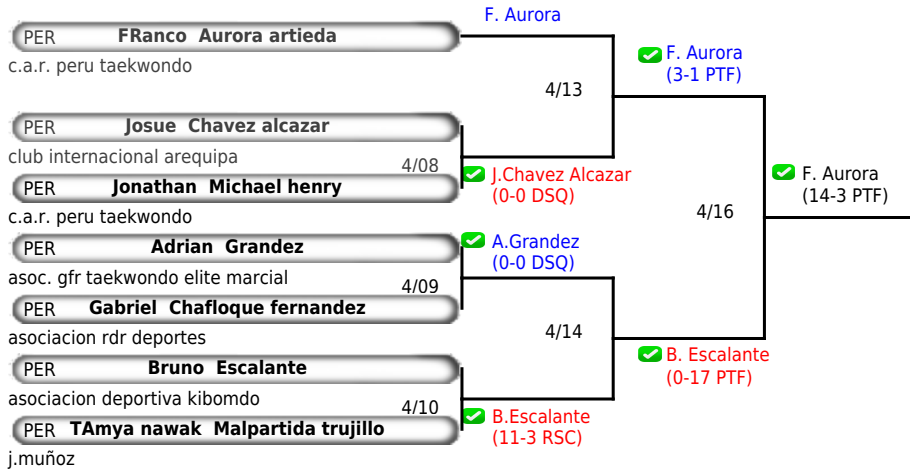 F. Aurora
PER FRanco Aurora artieda
c.a.r. peru taekwondo
F. Aurora
(3-1 PTF)
4/13
PER Josue Chavez alcazar
club internacional arequipa
4/08
PER Jonathan Michael henry
c.a.r. peru taekwondo
J.Chavez Alcazar
(0-0 DSQ)
F. Aurora
(14-3 PTF)
4/16
PER Adrian Grandez
asoc. gfr taekwondo elite marcial
A.Grandez
(0-0 DSQ)
4/09
PER Gabriel Chafloque fernandez
asociacion rdr deportes
4/14
B. Escalante
(0-17 PTF)
PER Bruno Escalante
asociacion deportiva kibomdo
4/10
PER TAmya nawak Malpartida trujillo
j.muñoz
B.Escalante
(11-3 RSC)